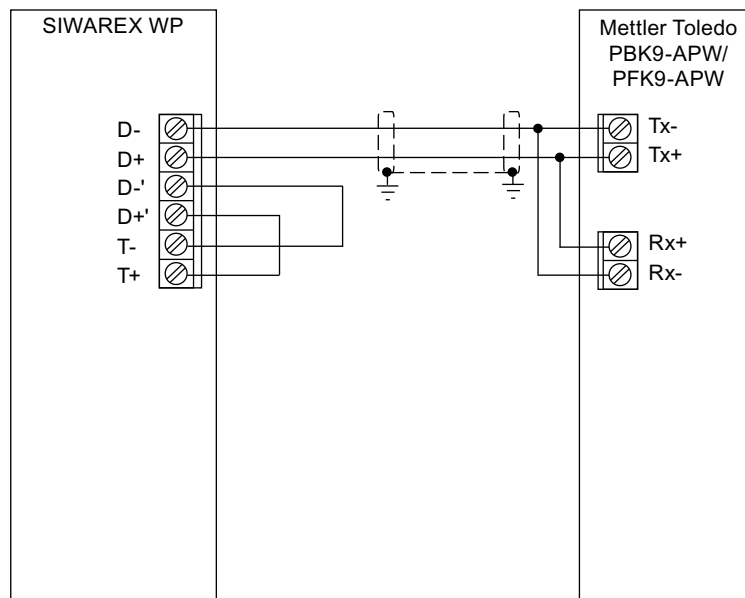 SIWAREX WP
Mettler Toledo
PBK9-APW/
PFK9-APW
D-
D+
D-'
D+'
T-
T+
Tx-
Tx+
Rx+
Rx-